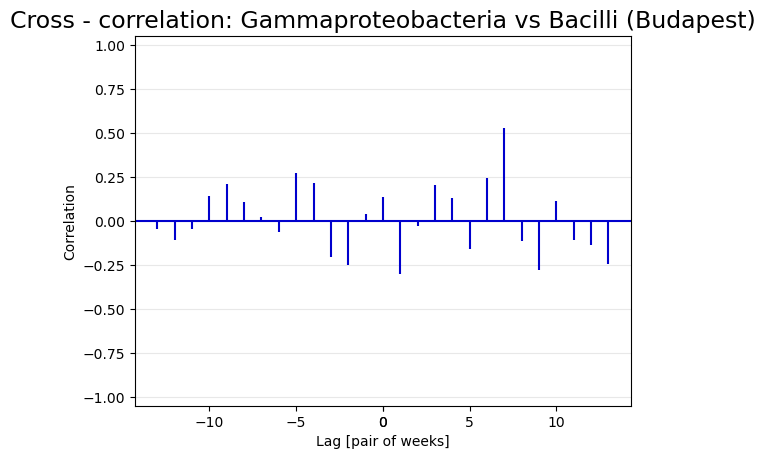 Cross - correlation: Gammaproteobacteria vs Bacilli (Budapest)
1.00
0.75
0.50
0.25
0.00
−0.25
−0.50
−0.75
−1.00
Correlation
−10 −5 0 5 10
Lag [pair of weeks]